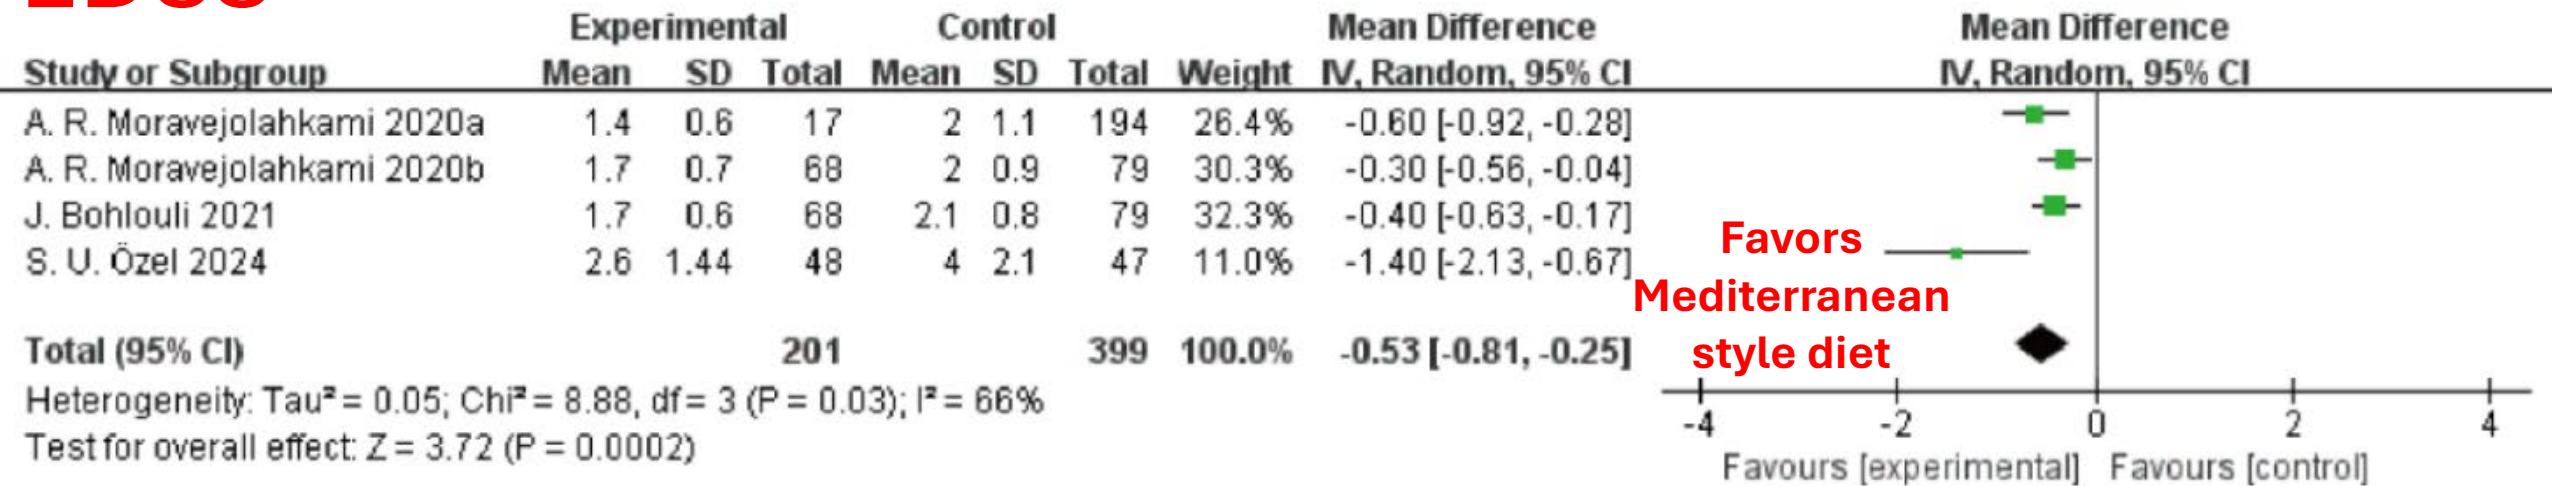 Experimental Control Mean Difference Mean Difference
Study or Subgroup Mean SD Total Mean SD Total Weight IV, Random, 95% CI IV, Random, 95% CI
A. R. Moravejolahkami 2020a 1.4 0.6 17 2 1.1 194 26.4% -0.60 [-0.92, -0.28]
A. R. Moravejolahkami 2020b 1.7 0.7 68 2 0.9 79 30.3% -0.30 [-0.56, -0.04]
J. Bohlouli 2021 1.7 0.6 68 2.1 0.8 79 32.3% -0.40 [-0.63, -0.17]
S. U. Özel 2024 2.6 1.44 48 4 2.1 47 11.0% -1.40 [-2.13, -0.67]
Total (95% CI) 201 399 100.0% -0.53 [-0.81, -0.25]
Heterogeneity: Tau² = 0.05; Chi² = 8.88, df = 3 (P = 0.03); I² = 66%
Test for overall effect: Z = 3.72 (P = 0.0002)
Favors
Mediterranean
style diet
-4 -2 0 2 4
Favours [experimental] Favours [control]